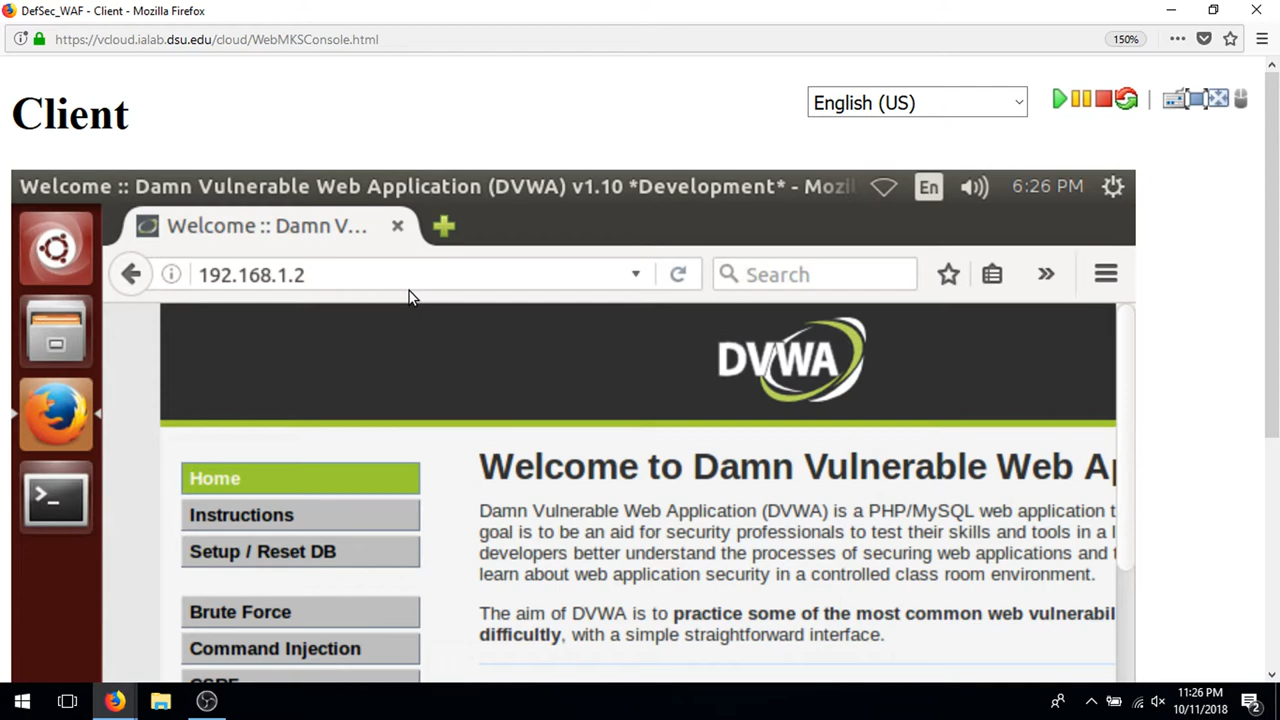 DefSec_WAF - Client - Mozilla Firefox
https://vcloud.ialab.dsu.edu/cloud/WebMKSConsole.html
150%
Client
English (US)
Welcome :: Damn Vulnerable Web Application (DVWA) v1.10 *Development* - Mozil
En
6:26 PM
Welcome :: Damn V...
192.168.1.2
Search
DVWA
Home
Instructions
Setup / Reset DB
Brute Force
Command Injection
Welcome to Damn Vulnerable Web Ap
Damn Vulnerable Web Application (DVWA) is a PHP/MySQL web application t
goal is to be an aid for security professionals to test their skills and tools in a l
developers better understand the processes of securing web applications and t
learn about web application security in a controlled class room environment.
The aim of DVWA is to practice some of the most common web vulnerabil
difficultly, with a simple straightforward interface.
11:26 PM
10/11/2018
2